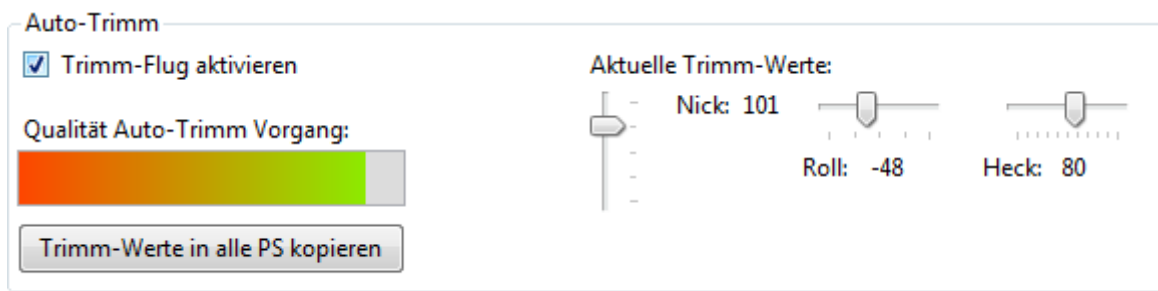 Auto-Trimm
Trimm-Flug aktivieren
Aktuelle Trimm-Werte:
Nick: 101
Qualität Auto-Trimm Vorgang:
Roll: -48
Heck: 80
Trimm-Werte in alle PS kopieren